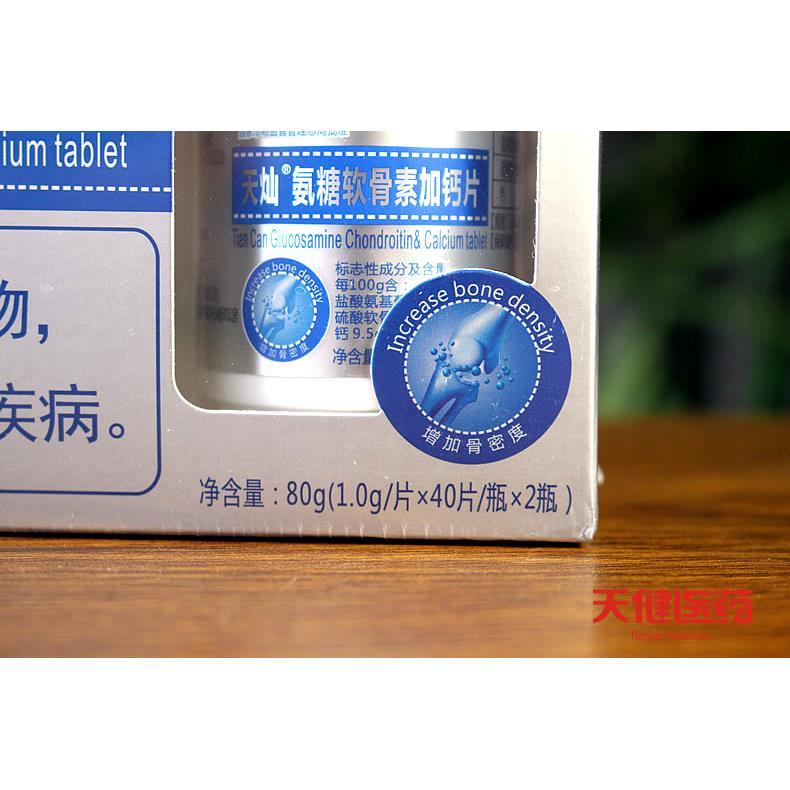 ium tablet
物，
疾病。
天灿®氨糖软骨素加钙片
Tian Can Glucosamine Chondroitin& Calcium tablet
Increase bone density
增加骨密度
标志性成分及含量
每100g含：
盐酸氨基
硫酸软骨
钙 9.5
净含量
Increase bone density
增加骨密度
净含量：80g(1.0g/片×40片/瓶×2瓶）
天健医药
Tianjian Medicine